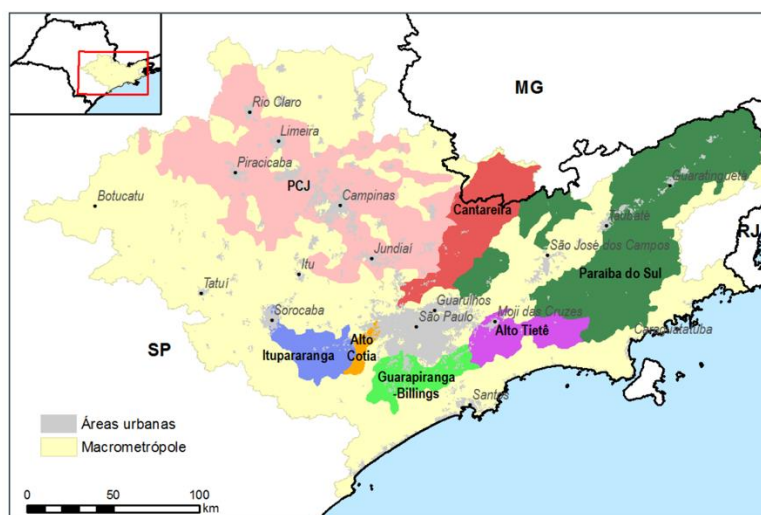 MG
Rio Claro
Limeira
Piracicaba
PCJ
Campinas
Botucatu
Cantareira
Guaratinguetá
Taubaté
RJ
São José dos Campos
Jundiaí
Itu
Paraíba do Sul
Tatuí
Guarulhos
Sorocaba
São Paulo
Moji das Cruzes
Alto Tietê
Caraguatatuba
SP
Itupararanga
Alto
Cotia
Guarapiranga
-Billings
Santos
Áreas urbanas
Macrometrópole
0 50 100
km